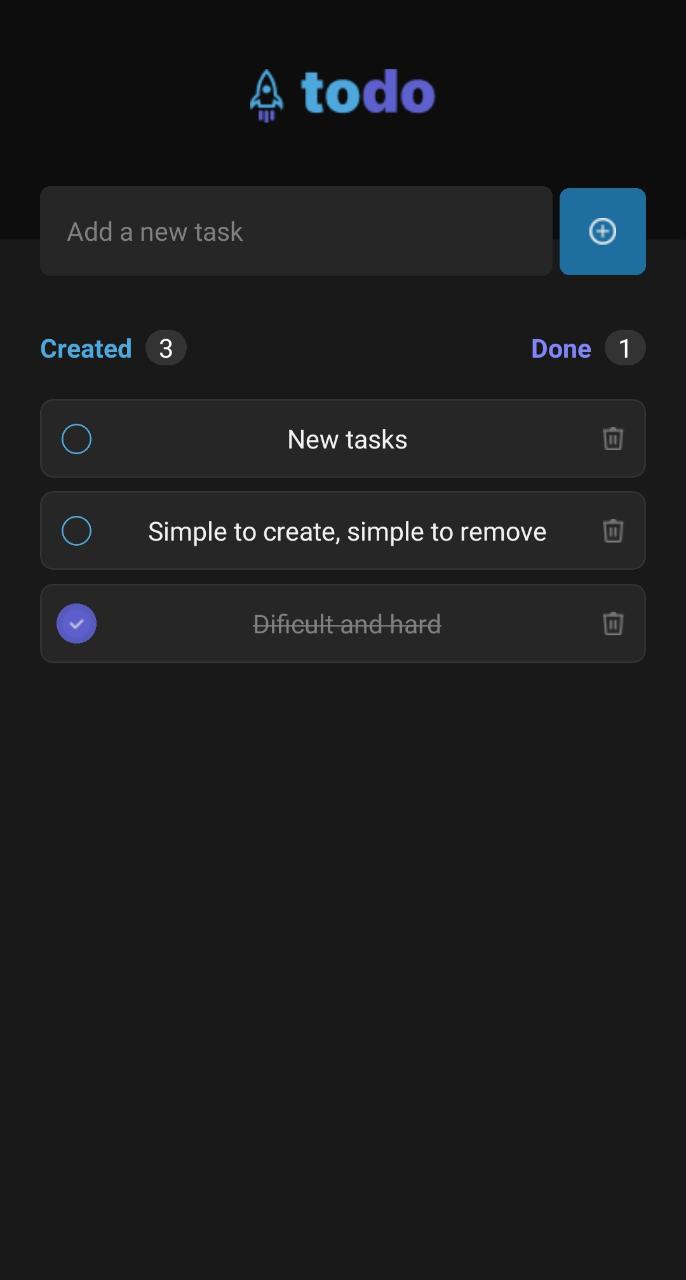 todo
Add a new task
Created 3
Done 1
New tasks
Simple to create, simple to remove
Dificult and hard